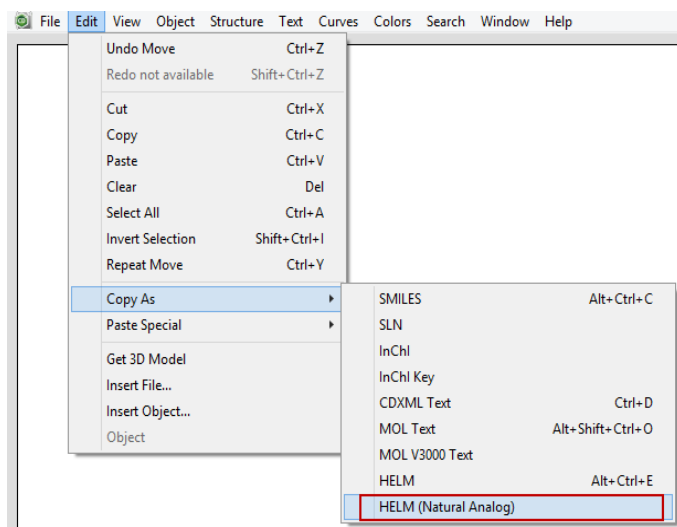 File Edit View Object Structure Text Curves Colors Search Window Help
Undo Move Ctrl+Z
Redo not available Shift+Ctrl+Z
Cut Ctrl+X
Copy Ctrl+C
Paste Ctrl+V
Clear Del
Select All Ctrl+A
Invert Selection Shift+Ctrl+I
Repeat Move Ctrl+Y
Copy As
Paste Special
Get 3D Model
Insert File...
Insert Object...
Object
SMILES Alt+Ctrl+C
SLN
InChI
InChI Key
CDXML Text Ctrl+D
MOL Text Alt+Shift+Ctrl+O
MOL V3000 Text
HELM Alt+Ctrl+E
HELM (Natural Analog)